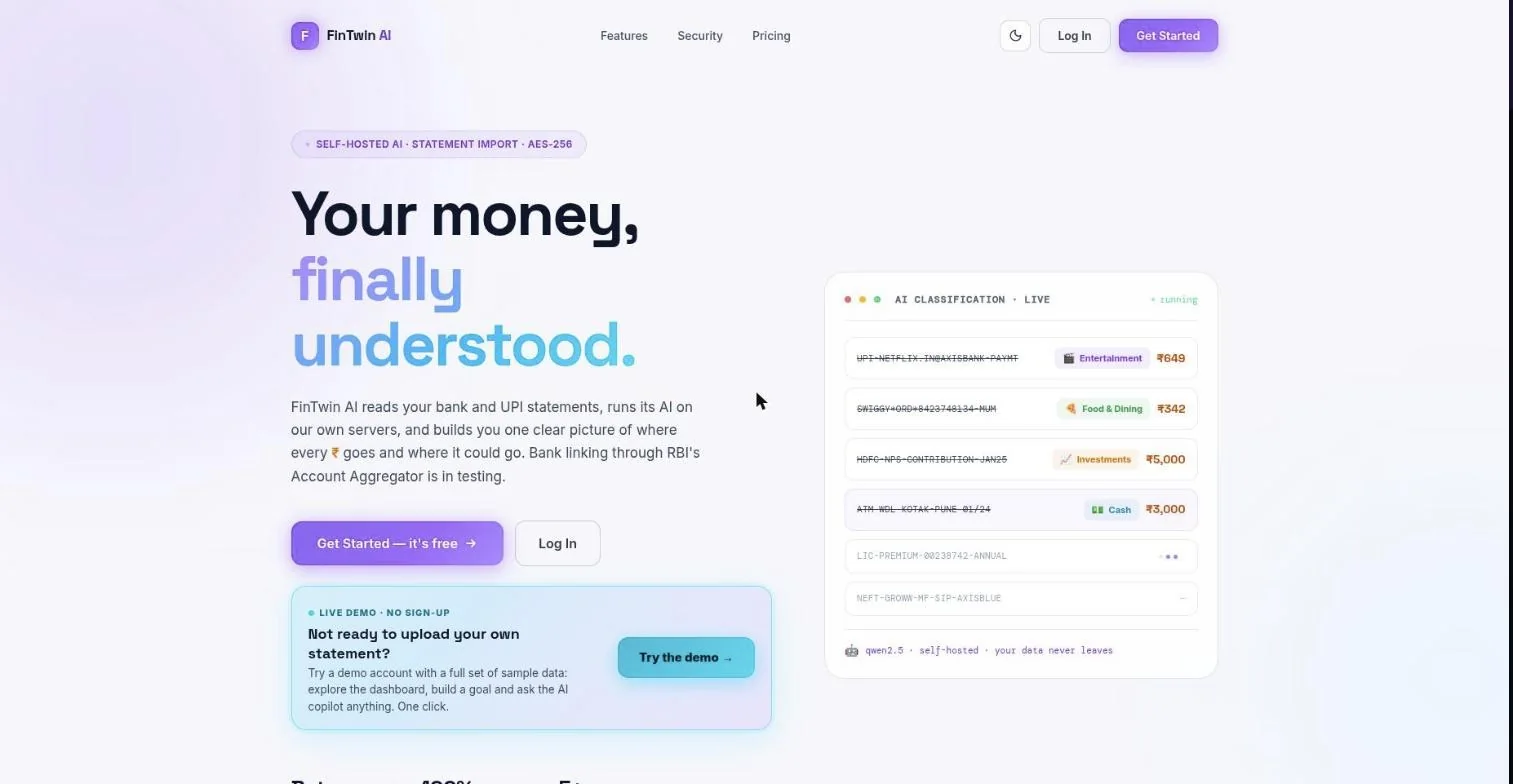 F FinTwin AI
Features
Security
Pricing
Log In
Get Started
SELF-HOSTED AI · STATEMENT IMPORT · AES-256
Your money,
finally
understood.
FinTwin AI reads your bank and UPI statements, runs its AI on
our own servers, and builds you one clear picture of where
every ₹ goes and where it could go. Bank linking through RBI's
Account Aggregator is in testing.
Get Started — it's free →
Log In
LIVE DEMO · NO SIGN-UP
Not ready to upload your own
statement?
Try a demo account with a full set of sample data:
explore the dashboard, build a goal and ask the AI
copilot anything. One click.
Try the demo →
AI CLASSIFICATION · LIVE
running
UPI-NETFLIX.IN@AXISBANK-PAYMT
Entertainment
₹649
SWIGGY*ORD*8423748134-MUM
Food & Dining
₹342
HDFC-NPS-CONTRIBUTION-JAN25
Investments
₹5,000
ATM-WDL-KOTAK-PUNE-01/24
Cash
₹3,000
LIC-PREMIUM-00238742-ANNUAL
NEFT-GROWW-MF-SIP-AXISBLUE
—
qwen2.5 · self-hosted · your data never leaves